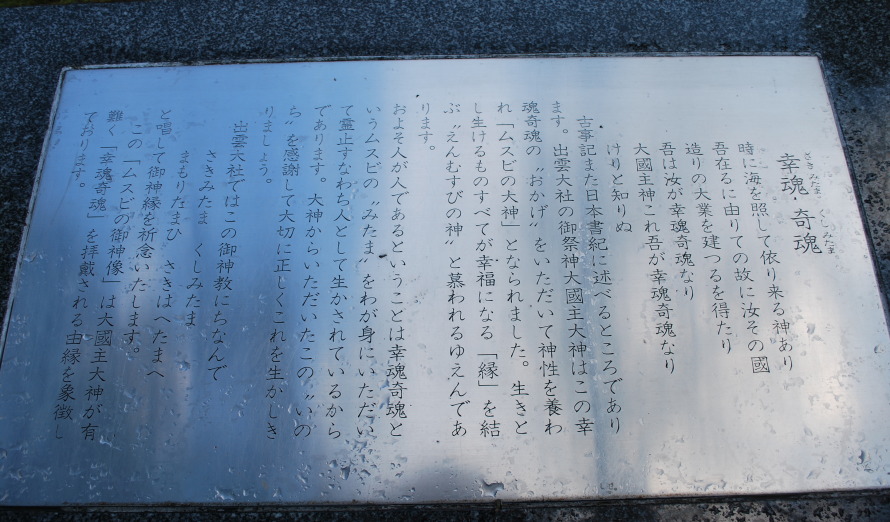 幸魂 奇魂
さきみたま くしみたま
時に海を照して依り来る神あり
吾在るに由りての故に汝その國
造りの大業を建つるを得たり
吾は汝が幸魂奇魂なり
大國主神これ吾が幸魂奇魂なり
けりと知りぬ
古事記また日本書紀に述べるところであり
ます。出雲大社の御祭神大國主大神はこの幸
魂奇魂の〝おかげ〟をいただいて神性を養わ
れ「ムスビの大神」となられました。生きと
し生けるものすべてが幸福になる「縁」を結
ぶ〝えんむすびの神〟と慕われるゆえんであ
ります。
およそ人が人であるということは幸魂奇魂と
いうムスビの〝みたま〟をわが身にいただい
て霊止すなわち人として生かされているから
であります。大神からいただいたこの〝いの
ち〟を感謝して大切に正しくこれを生かしき
りましょう。
出雲大社ではこの御神教にちなんで
さきみたま くしみたま
まもりたまひ さきはへたまへ
と唱して御神縁を祈念いたします。
この「ムスビの御神像」は大國主大神が有
難く「幸魂奇魂」を拝戴される由縁を象徴し
ております。